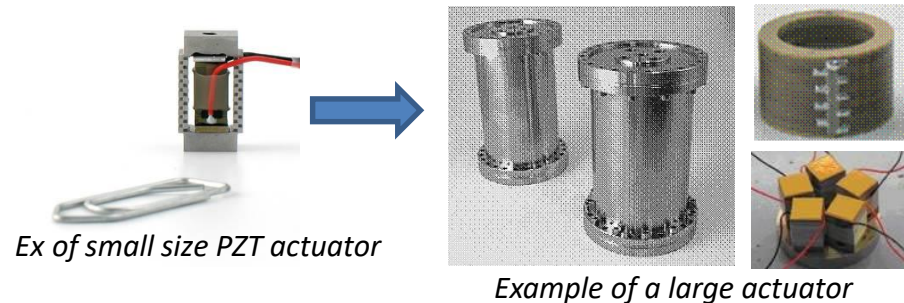 Ex of small size PZT actuator
Example of a large actuator